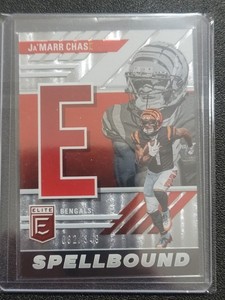 JA'MARR CHASE
E
ELITE
E
BENGALS
SPELLBOUND